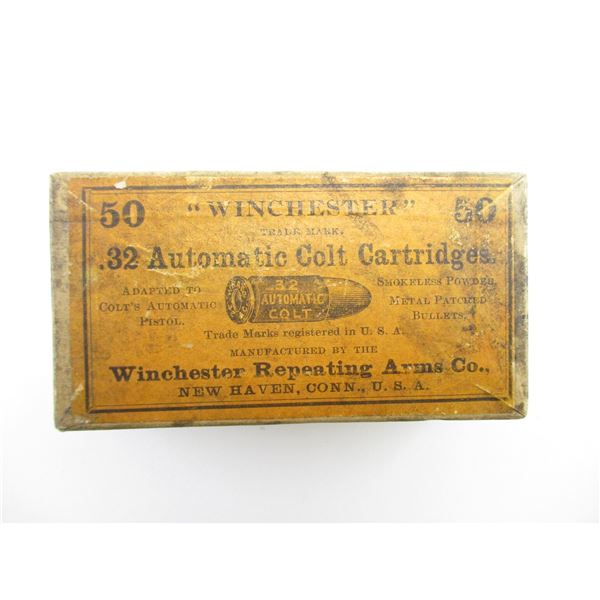 50 "WINCHESTER" 50
TRADE MARK.
.32 Automatic Colt Cartridges.
ADAPTED TO COLT'S AUTOMATIC PISTOL.
.32 AUTOMATIC COLT
SMOKELESS POWDER, METAL PATCHED BULLETS.
Trade Marks registered in U. S. A.
MANUFACTURED BY THE
Winchester Repeating Arms Co.,
NEW HAVEN, CONN., U. S. A.